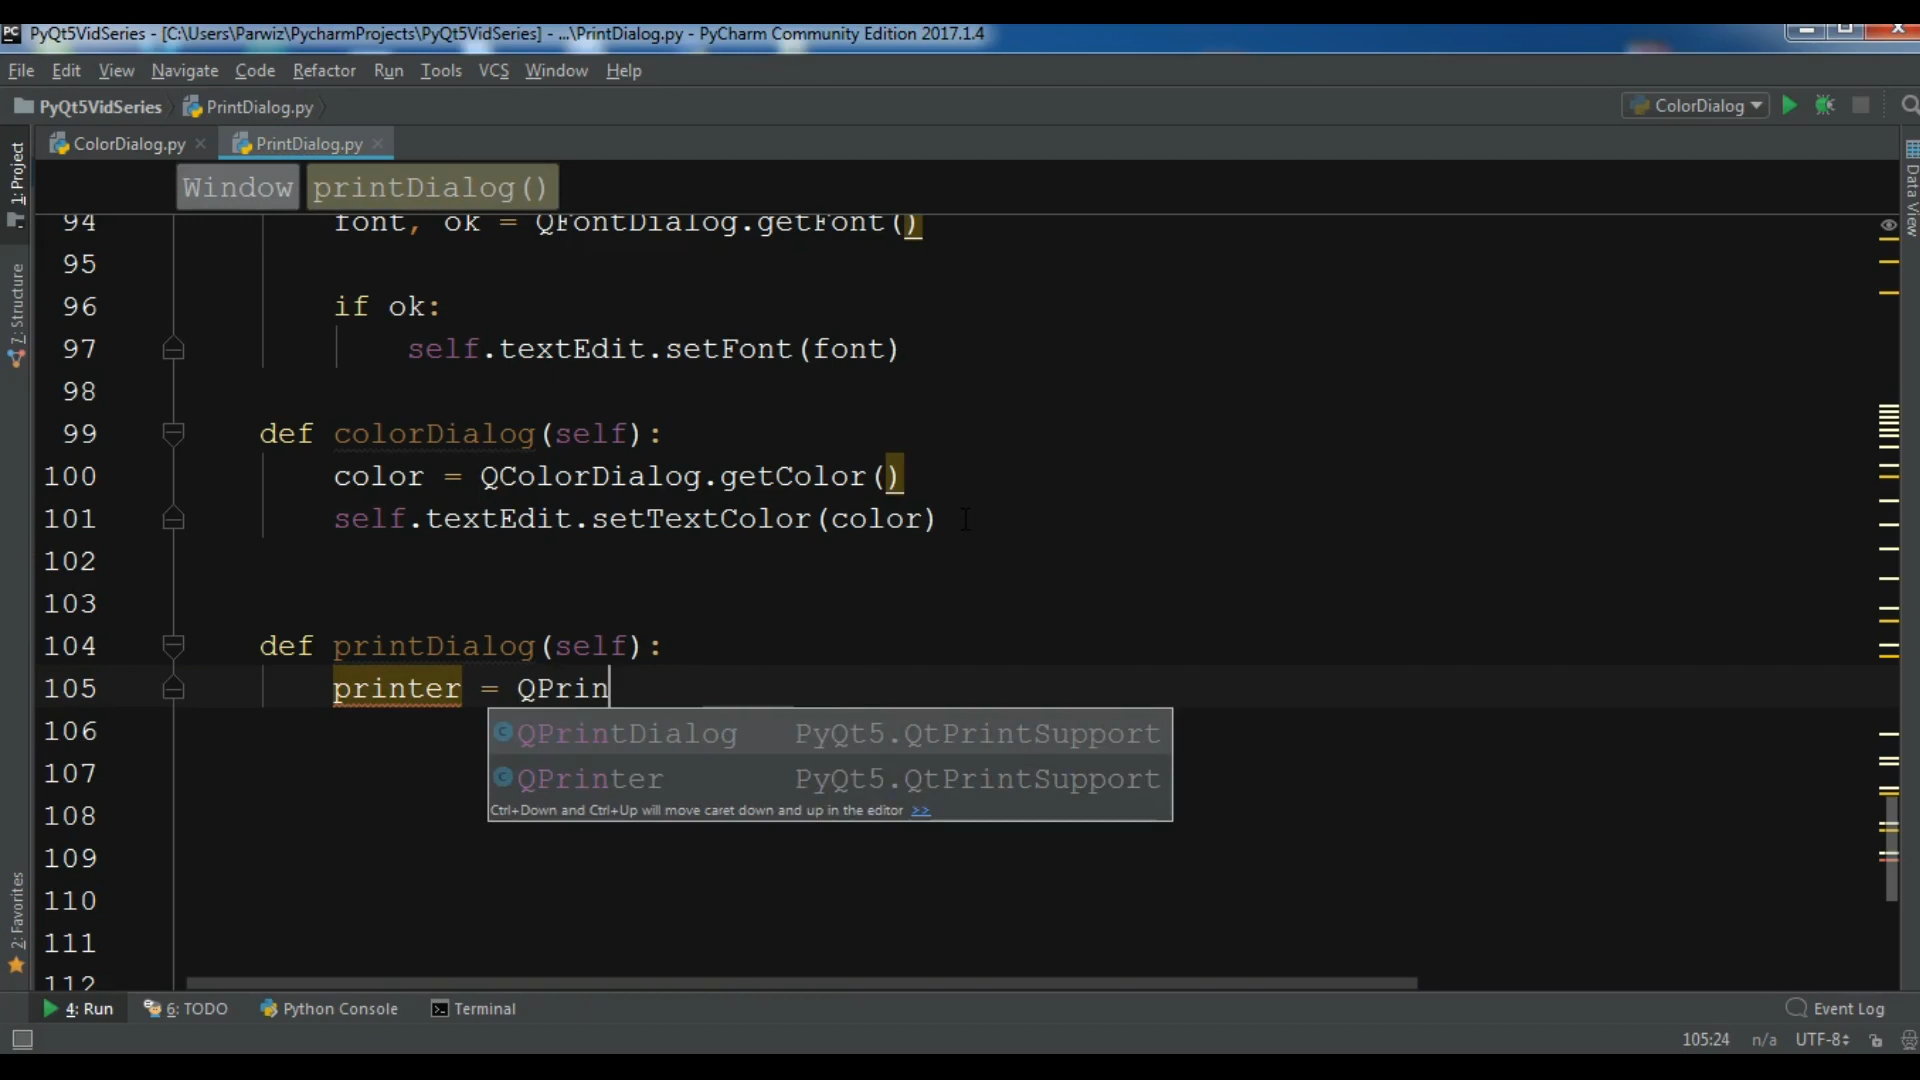 PC PyQt5VidSeries - [C:\Users\Parwiz\PycharmProjects\PyQt5VidSeries] - ...\PrintDialog.py - PyCharm Community Edition 2017.1.4
File Edit View Navigate Code Refactor Run Tools VCS Window Help
PyQt5VidSeries PrintDialog.py ColorDialog
ColorDialog.py PrintDialog.py
Window printDialog()
1: Project
7: Structure
2: Favorites
Data View
94 font, ok = QFontDialog.getFont()
95
96 if ok:
97 self.textEdit.setFont(font)
98
99 def colorDialog(self):
100 color = QColorDialog.getColor()
101 self.textEdit.setTextColor(color)
102
103
104 def printDialog(self):
105 printer = QPrin
106 QPrintDialog PyQt5.QtPrintSupport
107 QPrinter PyQt5.QtPrintSupport
Ctrl+Down and Ctrl+Up will move caret down and up in the editor >>
108
109
110
111
112
4: Run 6: TODO Python Console Terminal Event Log
105:24 n/a UTF-8